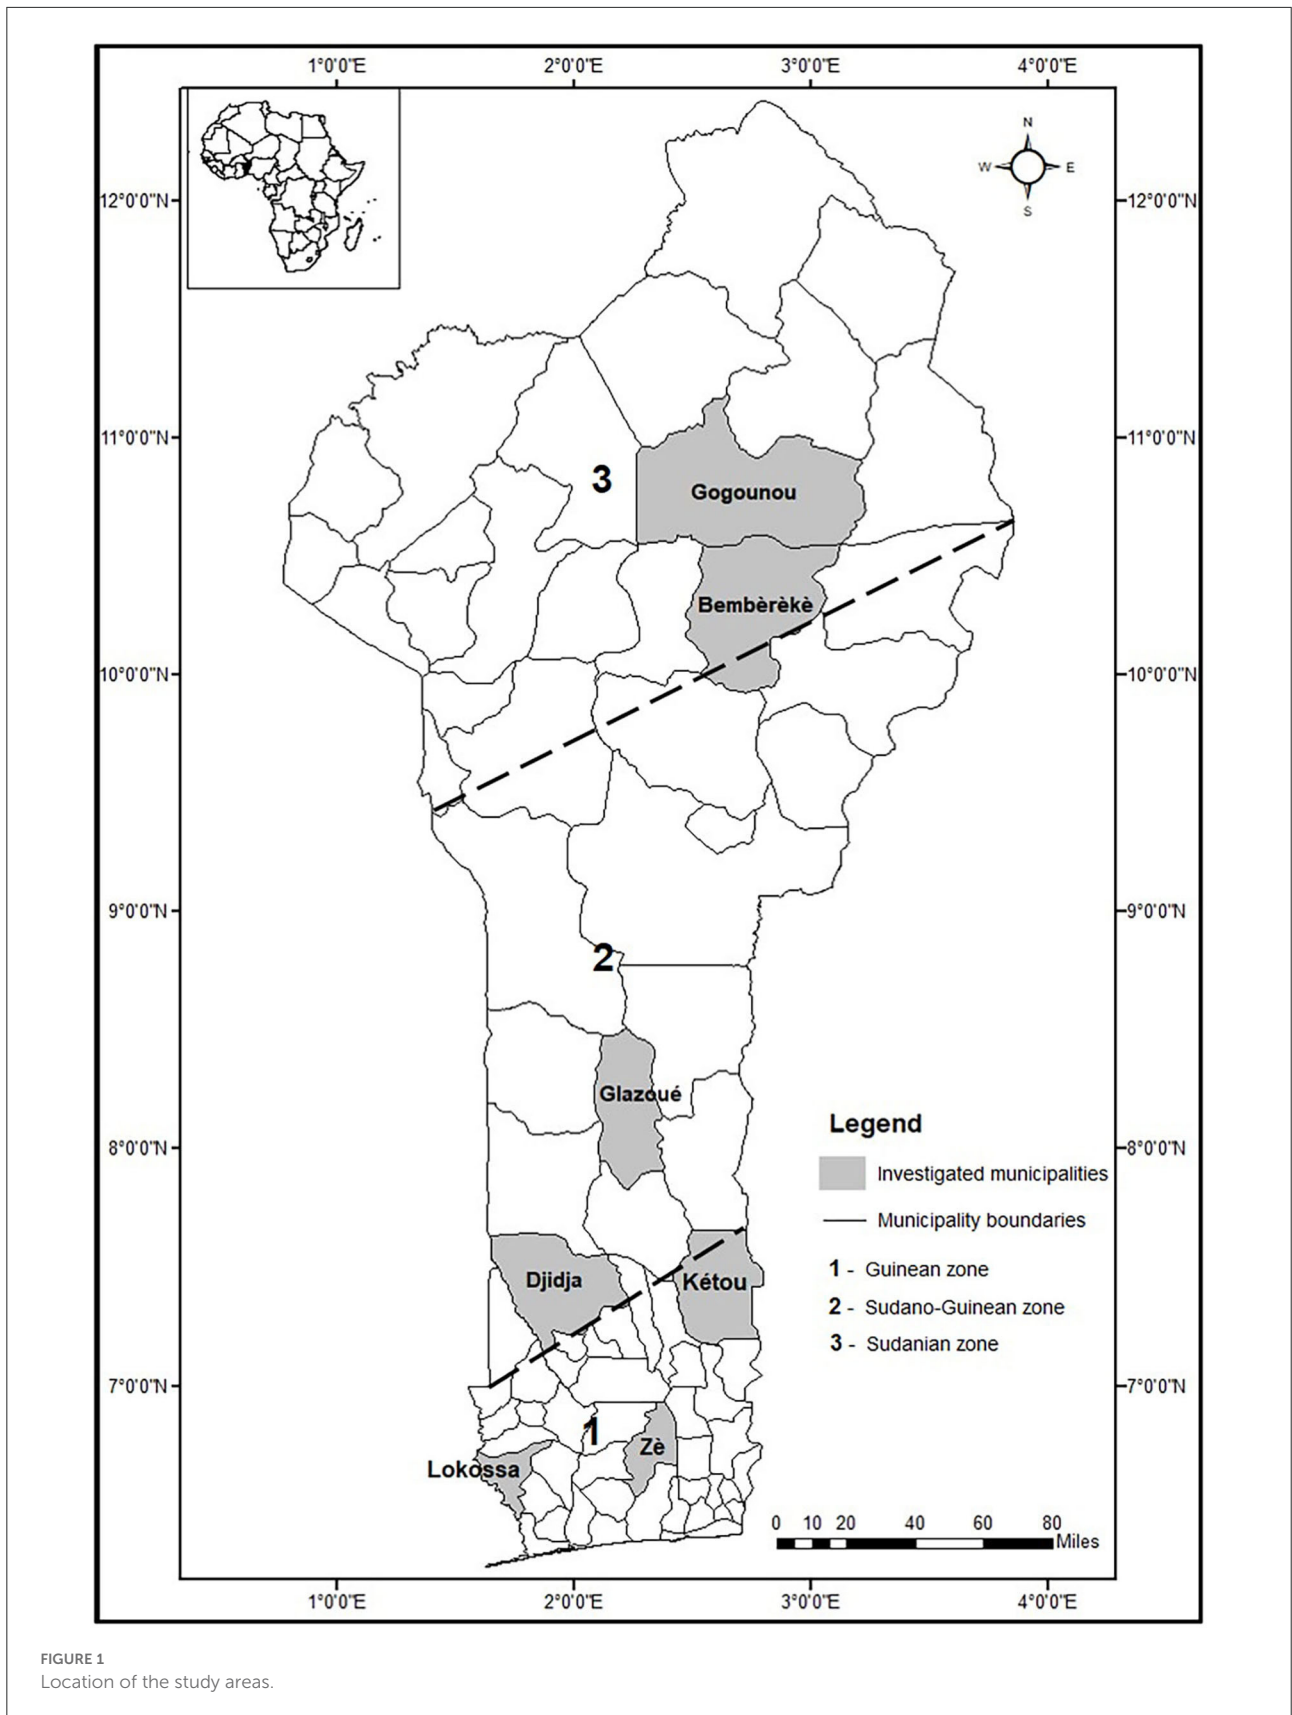 1°0'0"E 2°0'0"E 3°0'0"E 4°0'0"E
N
W E
S
12°0'0"N 12°0'0"N
11°0'0"N 11°0'0"N
3
Gogounou
Bembèrèkè
10°0'0"N 10°0'0"N
9°0'0"N 9°0'0"N
2
Glazoué
Legend
8°0'0"N 8°0'0"N
Investigated municipalities
Municipality boundaries
1 - Guinean zone
Djidja Kétou
2 - Sudano-Guinean zone
3 - Sudanian zone
7°0'0"N 7°0'0"N
1
Zè
Lokossa
0 10 20 40 60 80
Miles
1°0'0"E 2°0'0"E 3°0'0"E 4°0'0"E
FIGURE 1
Location of the study areas.